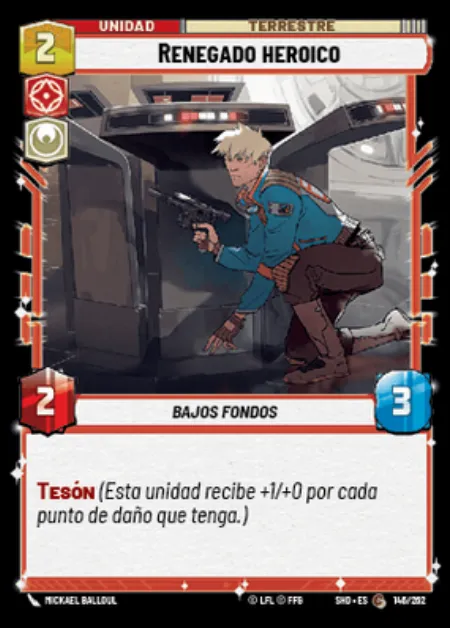 UNIDAD
TERRESTRE
2
RENEGADO HEROICO
2
BAJOS FONDOS
3
TESÓN (Esta unidad recibe +1/+0 por cada
punto de daño que tenga.)
MICKAEL BALLOUL
© LFL © FFG
SHD • ES
C
146/262